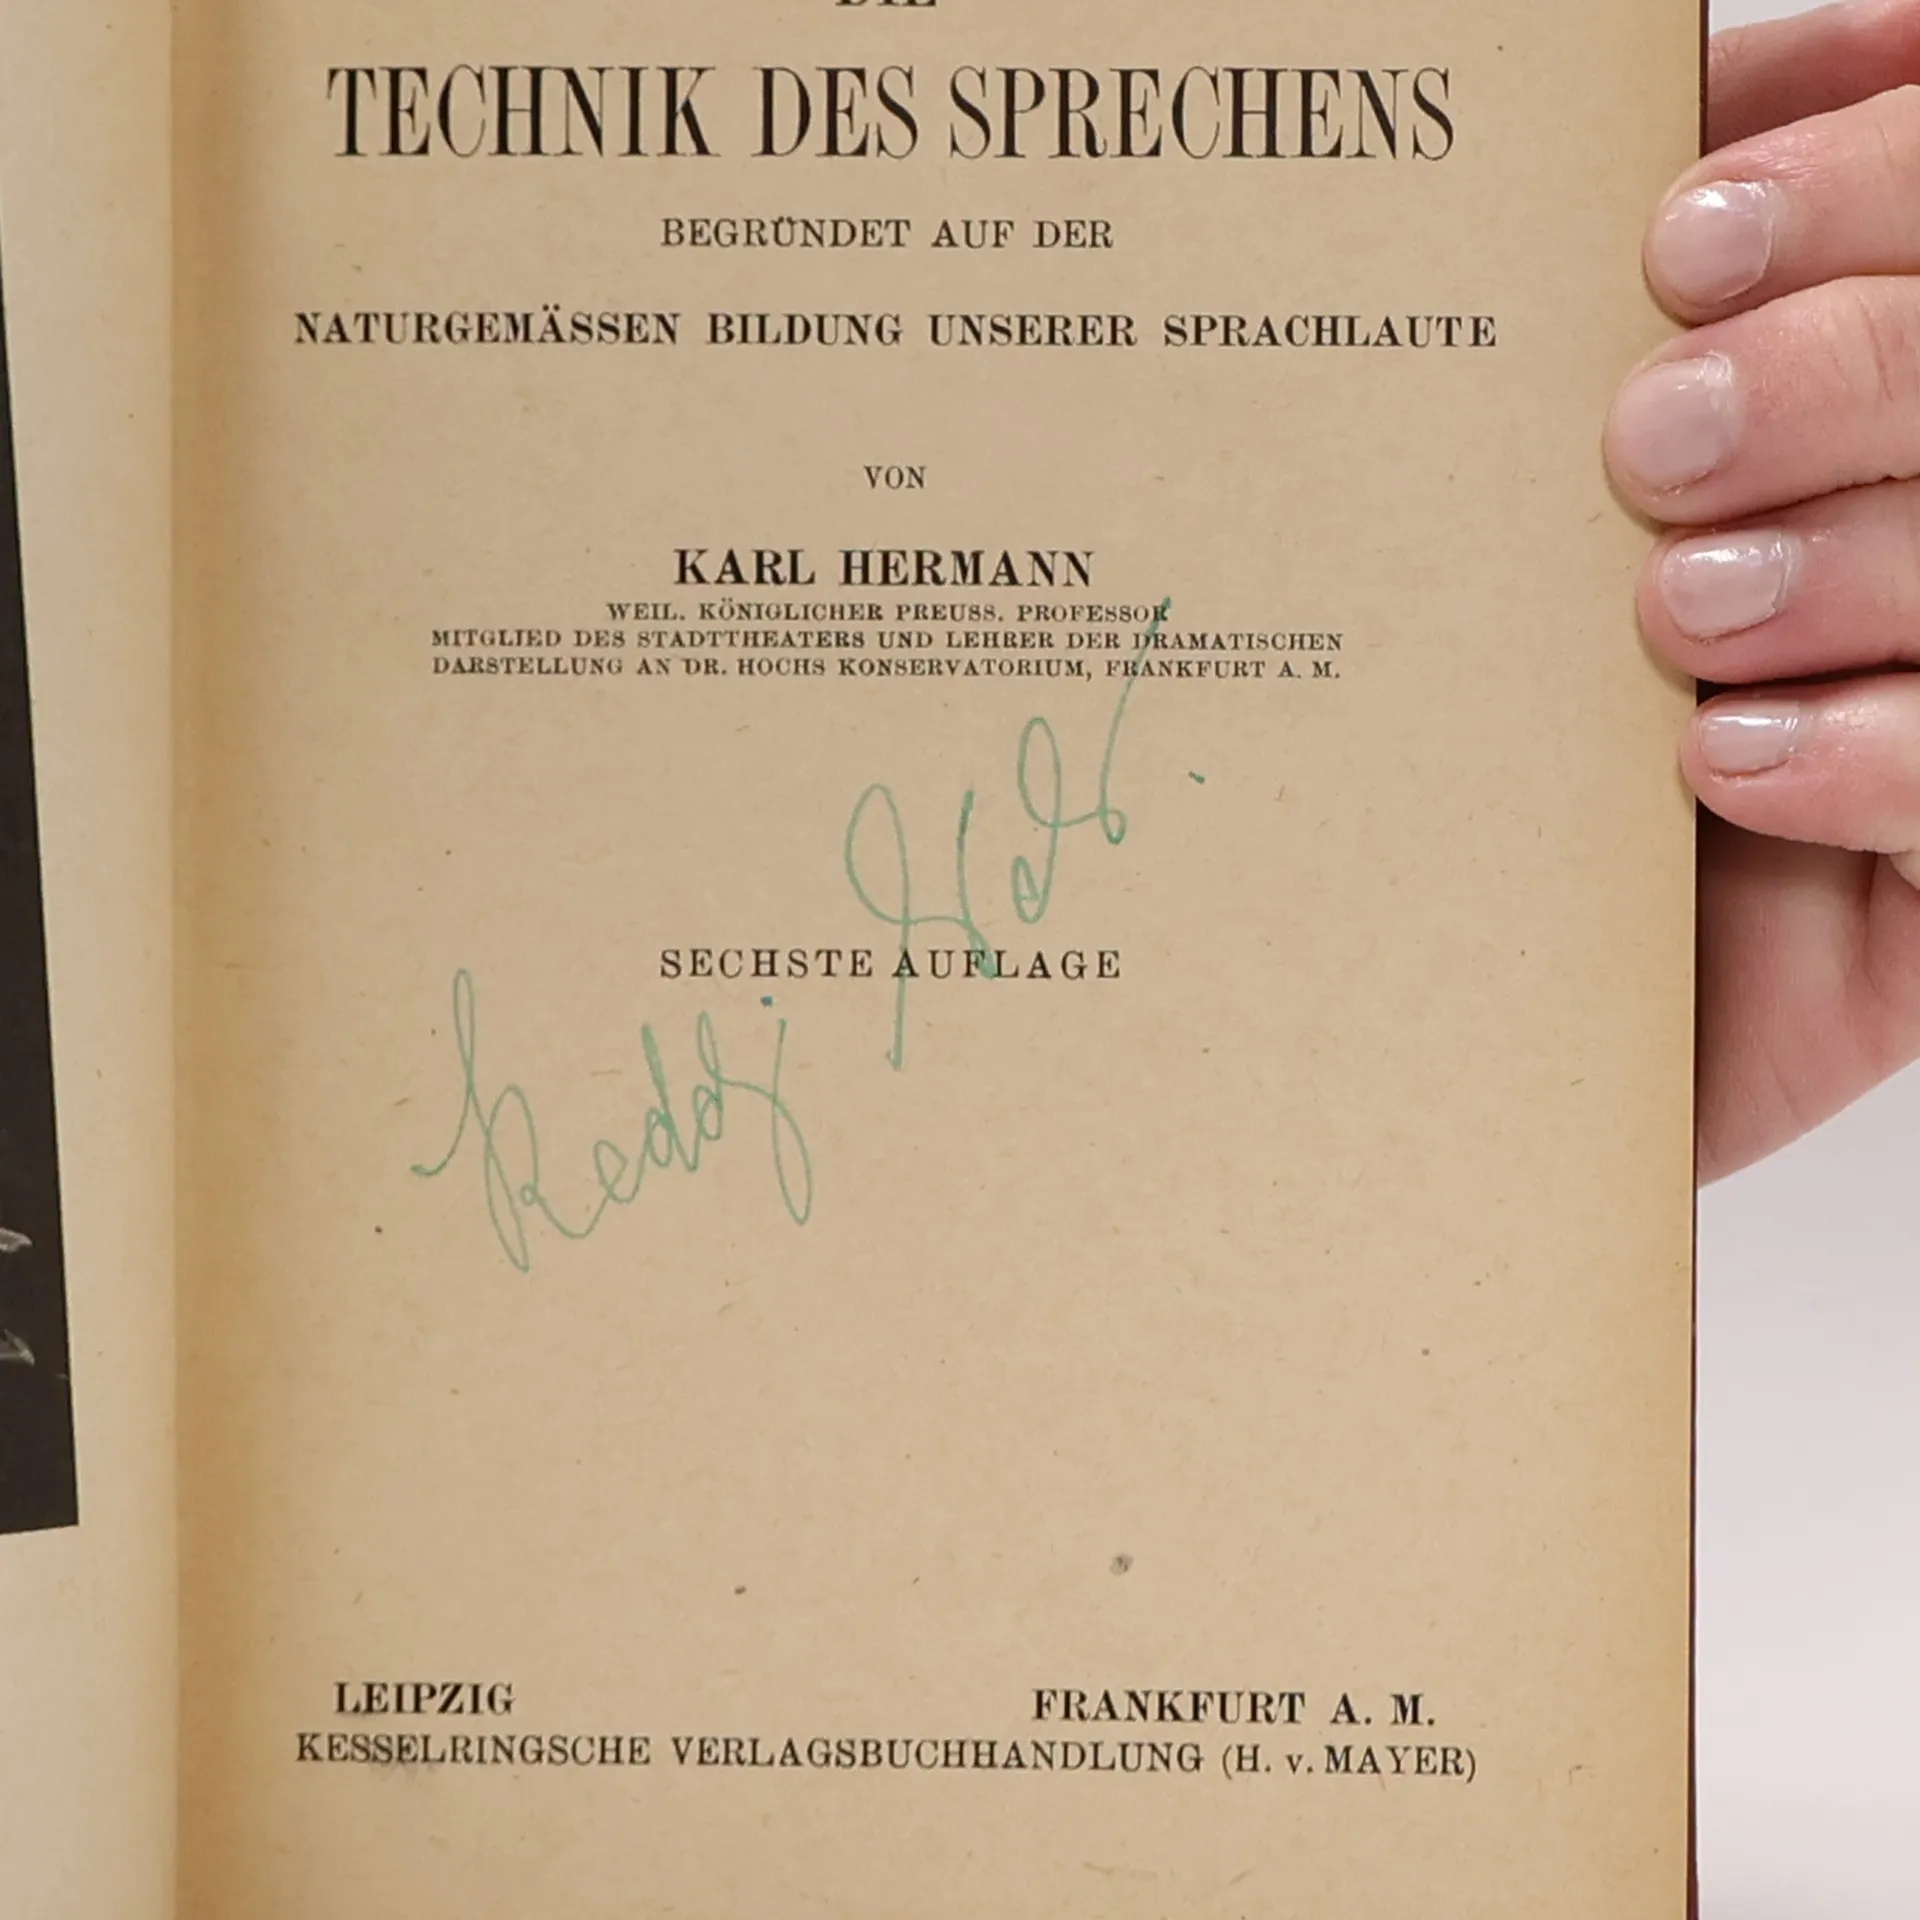 DIE
TECHNIK DES SPRECHENS
BEGRÜNDET AUF DER
NATURGEMÄSSEN BILDUNG UNSERER SPRACHLAUTE
VON
KARL HERMANN
WEIL. KÖNIGLICHER PREUSS. PROFESSOR
MITGLIED DES STADTTHEATERS UND LEHRER DER DRAMATISCHEN
DARSTELLUNG AN DR. HOCHS KONSERVATORIUM, FRANKFURT A. M.
SECHSTE AUFLAGE
LEIPZIG FRANKFURT A. M.
KESSELRINGSCHE VERLAGSBUCHHANDLUNG (H. v. MAYER)